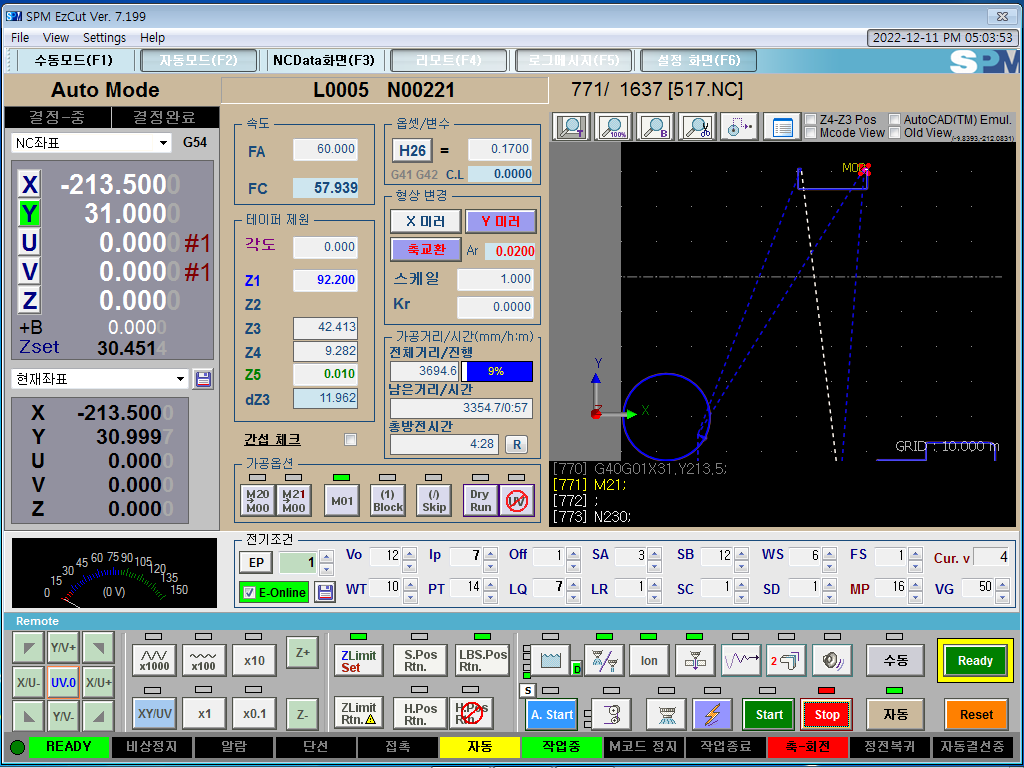 SPM EzCut Ver. 7.199
File View Settings Help
2022-12-11 PM 05:03:53
수동모드(F1) 자동모드(F2) NCData화면(F3) 리모트(F4) 로그메시지(F5) 설정 화면(F6) SPM
Auto Mode
L0005 N00221
771/ 1637 [517.NC]
결정-중 결정완료
NC좌표 G54
X -213.5000
Y 31.0000
U 0.0000 #1
V 0.0000 #1
Z 0.0000
+B 0.0000
Zset 30.4514
현재좌표
X -213.5000
Y 30.9997
U 0.0000
V 0.0000
Z 0.0000
속도
FA 60.000
FC 57.939
테이퍼 제원
각도 0.000
Z1 92.200
Z2
Z3 42.413
Z4 9.282
Z5 0.010
dZ3 11.962
간섭 체크
옵셋/변수
H26 = 0.1700
G41 G42 C.L 0.0000
형상 변경
X 미러 Y 미러
축교환 Ar 0.0200
스케일 1.000
Kr 0.0000
가공거리/시간(mm/h:m)
전체거리/진행
3694.6 9%
남은거리/시간
3354.7/0:57
총방전시간
4:28 R
가공옵션
M20 M00 M21 M00 M01 (1) Block (/) Skip Dry Run UV
T 100% B
Z4-Z3 Pos AutoCAD(TM) Emul.
Mcode View Old View (-9.8393,-212.0831)
Y
X
Z
GRID : 10.000 m
[770] G40G01X31,Y213,5;
[771] M21;
[772] ;
[773] N230;
0 15 30 45 60 75 90 105 120 135 150
(0 V)
전기조건
EP 1 Vo 12 Ip 7 Off 1 SA 3 SB 12 WS 6 FS 1 Cur. v 4
E-Online WT 10 PT 14 LQ 7 LR 1 SC 1 SD 1 MP 16 VG 50
Remote
Y/V+
X/U- UV.0 X/U+
Y/V-
x1000 x100 x10 Z+
XY/UV x1 x0.1 Z-
ZLimit Set S.Pos Rtn. LBS.Pos Rtn.
ZLimit Rtn. H.Pos Rtn. H.Pos Rtn.
D Ion 2 수동 Ready
S A. Start Start Stop 자동 Reset
READY 비상정지 알람 단선 접촉 자동 작업중 M코드 정지 작업종료 축-회전 정전복귀 자동결선중